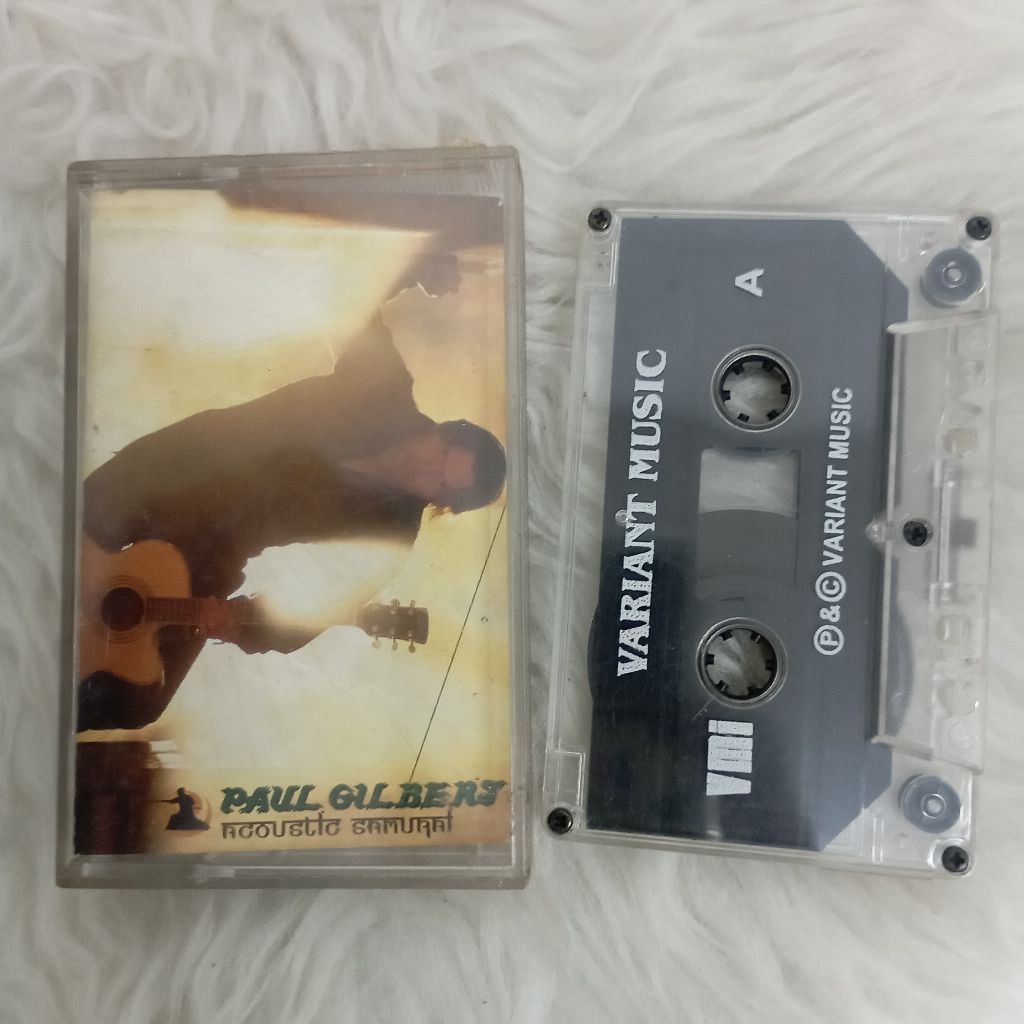 PAUL GILBERT
ACOUSTIC SAMURAI
A
VARIANT MUSIC
VMI
℗ & © VARIANT MUSIC